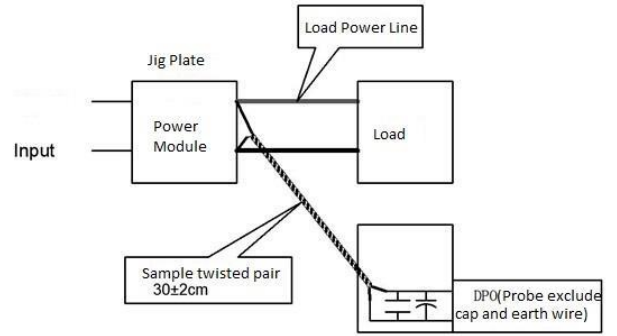 Load Power Line
Jig Plate
Power
Module
Load
Input
Sample twisted pair
30±2cm
DPO(Probe exclude
cap and earth wire)